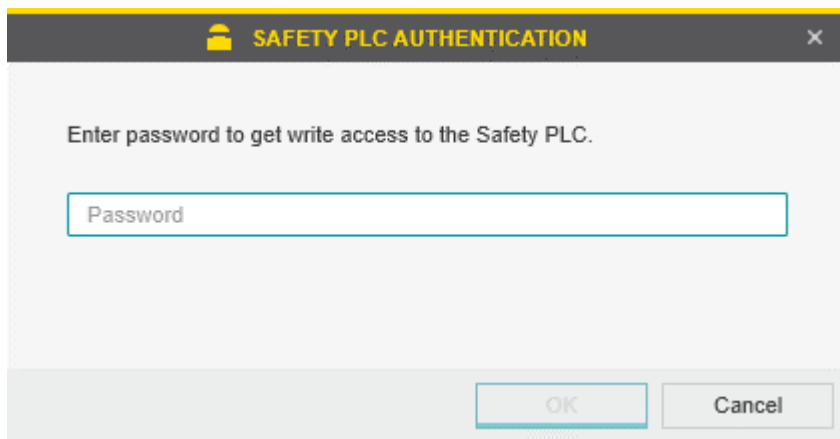 SAFETY PLC AUTHENTICATION
Enter password to get write access to the Safety PLC.
Password
OK
Cancel